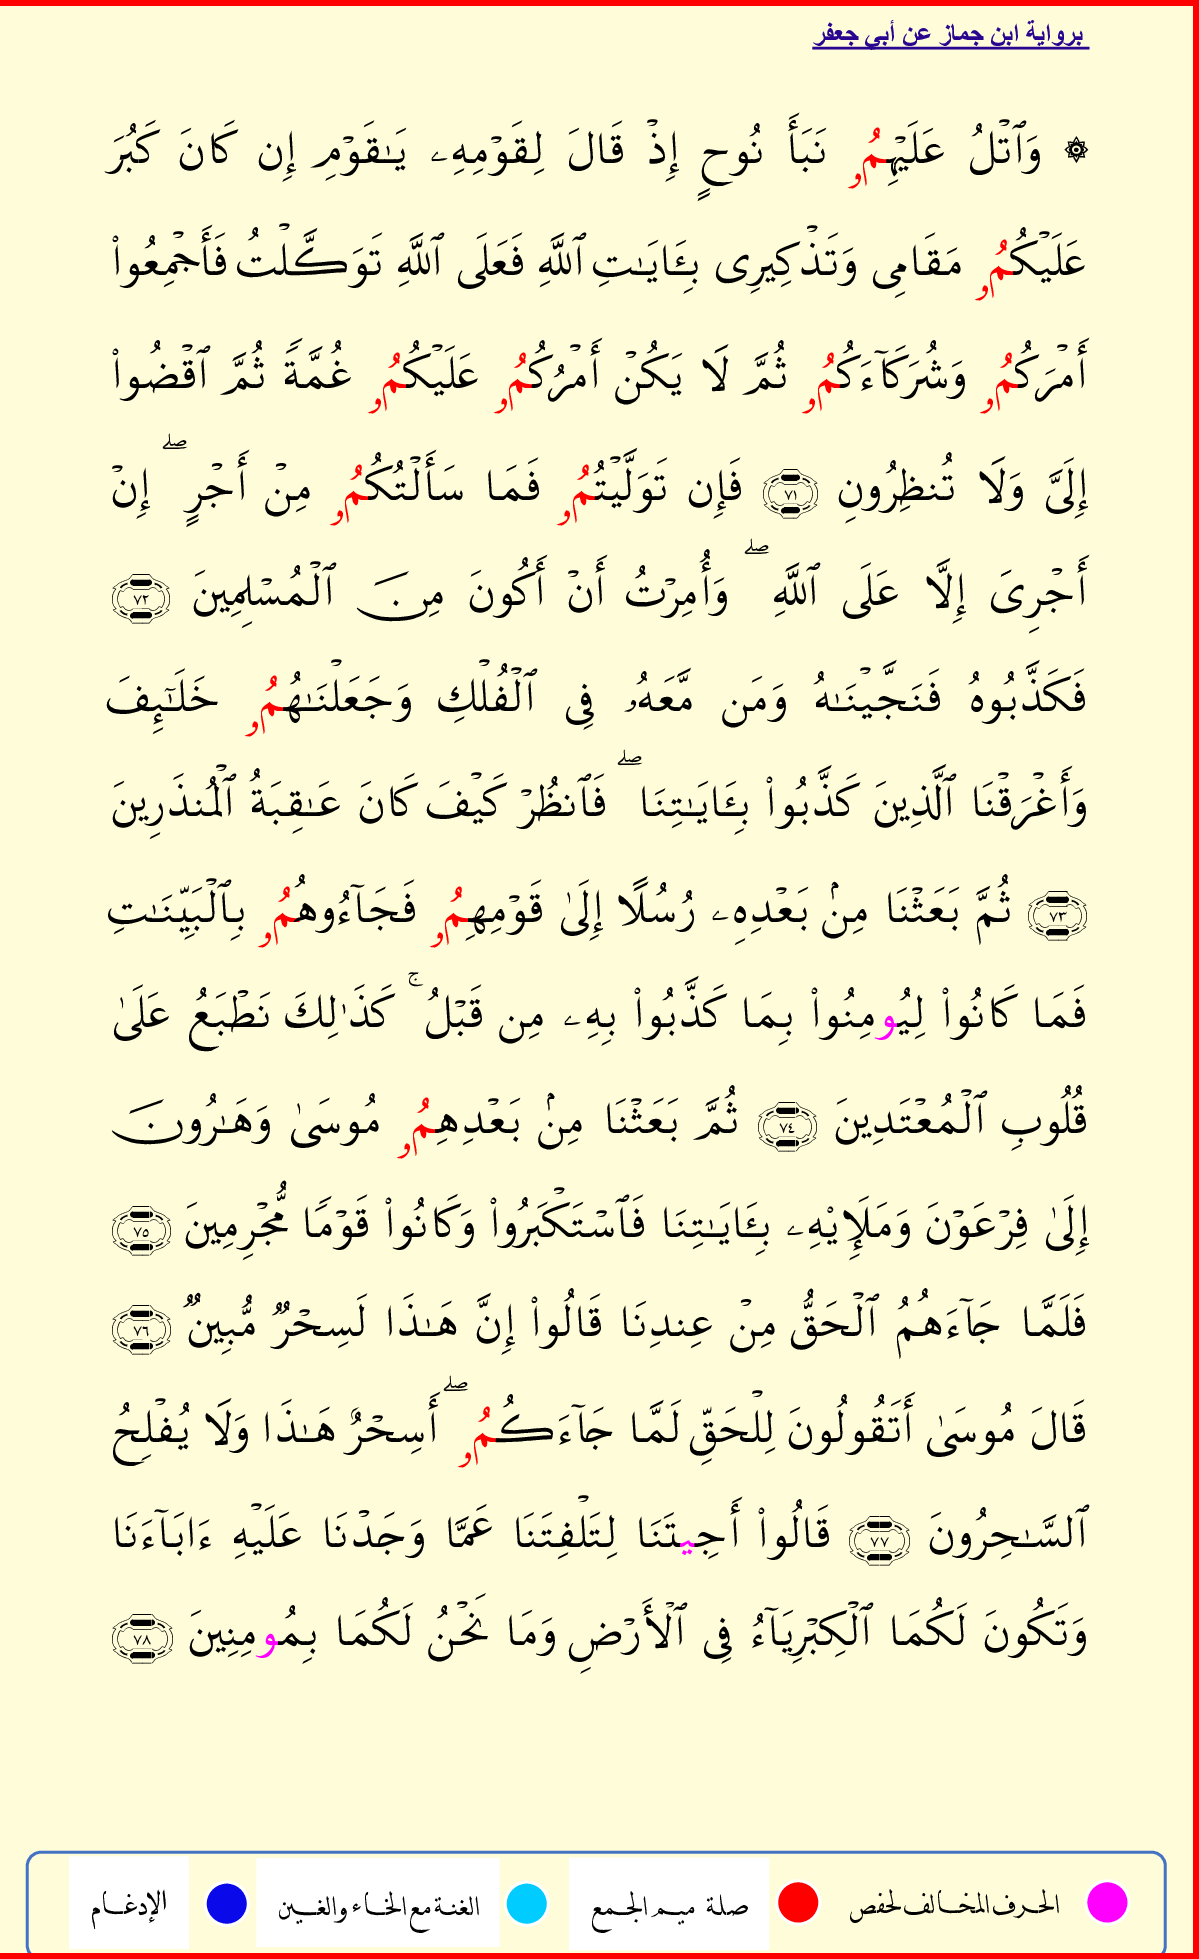 برواية ابن جماز عن أبي جعفر
۞ وَٱتۡلُ عَلَيۡهِمُۥ نَبَأَ نُوحٍ إِذۡ قَالَ لِقَوۡمِهِۦ يَـٰقَوۡمِ إِن كَانَ كَبُرَ
عَلَيۡكُمُۥ مَقَامِی وَتَذۡكِيرِی بِـَٔايَـٰتِ ٱللَّهِ فَعَلَى ٱللَّهِ تَوَكَّلۡتُ فَأَجۡمِعُوا۟
أَمۡرَكُمُۥ وَشُرَكَآءَكُمُۥ ثُمَّ لَا يَكُنۡ أَمۡرُكُمُۥ عَلَيۡكُمُۥ غُمَّةً ثُمَّ ٱقۡضُوا۟
إِلَیَّ وَلَا تُنظِرُونِ ٧١ فَإِن تَوَلَّيۡتُمُۥ فَمَا سَأَلۡتُكُمُۥ مِنۡ أَجۡرٍۖ إِنۡ
أَجۡرِیَ إِلَّا عَلَى ٱللَّهِۖ وَأُمِرۡتُ أَنۡ أَكُونَ مِنَ ٱلۡمُسۡلِمِينَ ٧٢
فَكَذَّبُوهُ فَنَجَّيۡنَـٰهُ وَمَن مَّعَهُۥ فِی ٱلۡفُلۡكِ وَجَعَلۡنَـٰهُمُۥ خَلَـٰٓئِفَ
وَأَغۡرَقۡنَا ٱلَّذِينَ كَذَّبُوا۟ بِـَٔايَـٰتِنَاۖ فَٱنظُرۡ كَيۡفَ كَانَ عَـٰقِبَةُ ٱلۡمُنذَرِينَ
٧٣ ثُمَّ بَعَثۡنَا مِنۢ بَعۡدِهِۦ رُسُلًا إِلَىٰ قَوۡمِهِمُۥ فَجَآءُوهُمُۥ بِٱلۡبَيِّنَـٰتِ
فَمَا كَانُوا۟ لِيُومِنُوا۟ بِمَا كَذَّبُوا۟ بِهِۦ مِن قَبۡلُۚ كَذَٰلِكَ نَطۡبَعُ عَلَىٰ
قُلُوبِ ٱلۡمُعۡتَدِينَ ٧٤ ثُمَّ بَعَثۡنَا مِنۢ بَعۡدِهِمُۥ مُوسَىٰ وَهَـٰرُونَ
إِلَىٰ فِرۡعَوۡنَ وَمَلَإِي۟هِۦ بِـَٔايَـٰتِنَا فَٱسۡتَكۡبَرُوا۟ وَكَانُوا۟ قَوۡمًا مُّجۡرِمِينَ ٧٥
فَلَمَّا جَآءَهُمُ ٱلۡحَقُّ مِنۡ عِندِنَا قَالُوا۟ إِنَّ هَـٰذَا لَسِحۡرٌ مُّبِينٌ ٧٦
قَالَ مُوسَىٰ أَتَقُولُونَ لِلۡحَقِّ لَمَّا جَآءَكُمُۥۖ أَسِحۡرٌ هَـٰذَا وَلَا يُفۡلِحُ
ٱلسَّـٰحِرُونَ ٧٧ قَالُوا۟ أَجِيتَنَا لِتَلۡفِتَنَا عَمَّا وَجَدۡنَا عَلَيۡهِ ءَابَآءَنَا
وَتَكُونَ لَكُمَا ٱلۡكِبۡرِيَآءُ فِی ٱلۡأَرۡضِ وَمَا نَحۡنُ لَكُمَا بِمُومِنِينَ ٧٨
الحرف المخالف لحفص صلة ميم الجمع الغنة مع الخاء والغين الإدغام